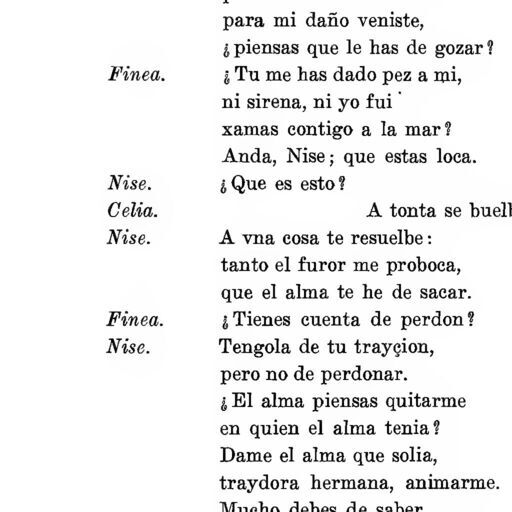 para mi daño veniste,
¿piensas que le has de gozar?
Finea. ¿Tu me has dado pez a mi,
ni sirena, ni yo fui
xamas contigo a la mar?
Anda, Nise; que estas loca.
Nise. ¿Que es esto?
Celia. A tonta se
Nise. A vna cosa te resuelbe:
tanto el furor me proboca,
que el alma te he de sacar.
Finea. ¿Tienes cuenta de perdon?
Nise. Tengola de tu trayçion,
pero no de perdonar.
¿El alma piensas quitarme
en quien el alma tenia?
Dame el alma que solia,
traydora hermana, animarme.
Mucho debes de saber